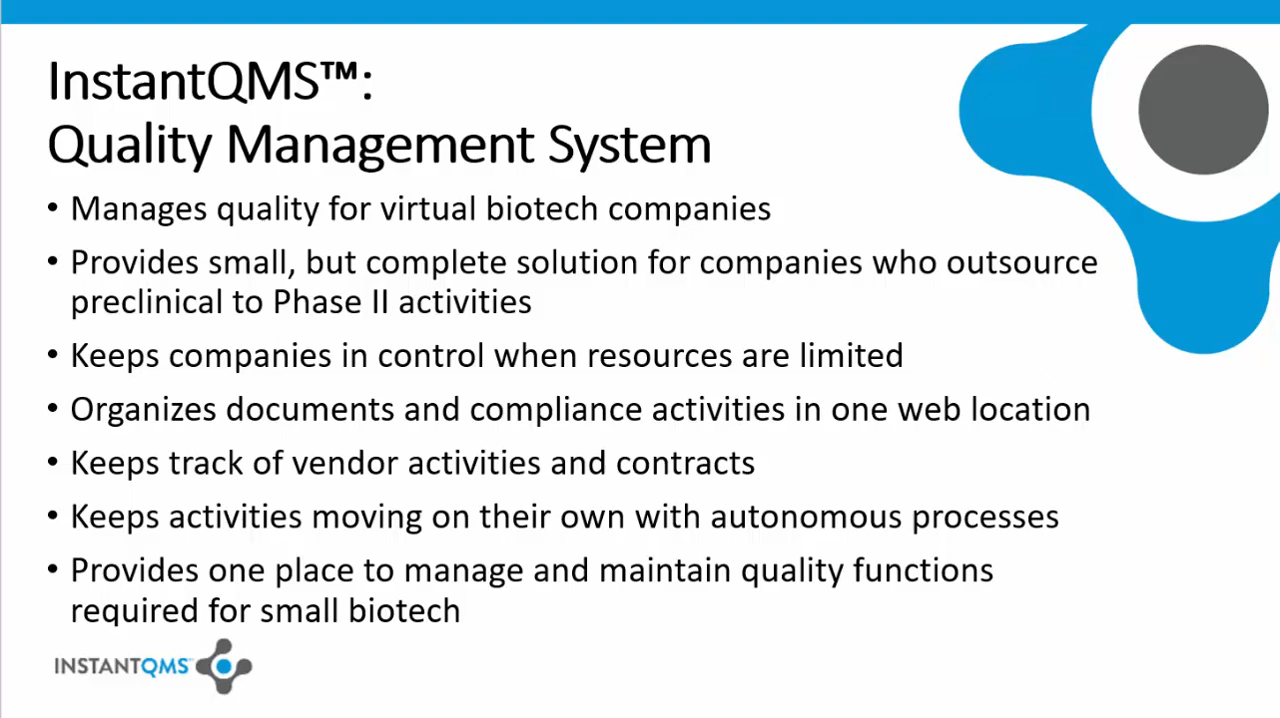 InstantQMS™:
Quality Management System
• Manages quality for virtual biotech companies
• Provides small, but complete solution for companies who outsource
preclinical to Phase II activities
• Keeps companies in control when resources are limited
• Organizes documents and compliance activities in one web location
• Keeps track of vendor activities and contracts
• Keeps activities moving on their own with autonomous processes
• Provides one place to manage and maintain quality functions
required for small biotech
INSTANTQMS™